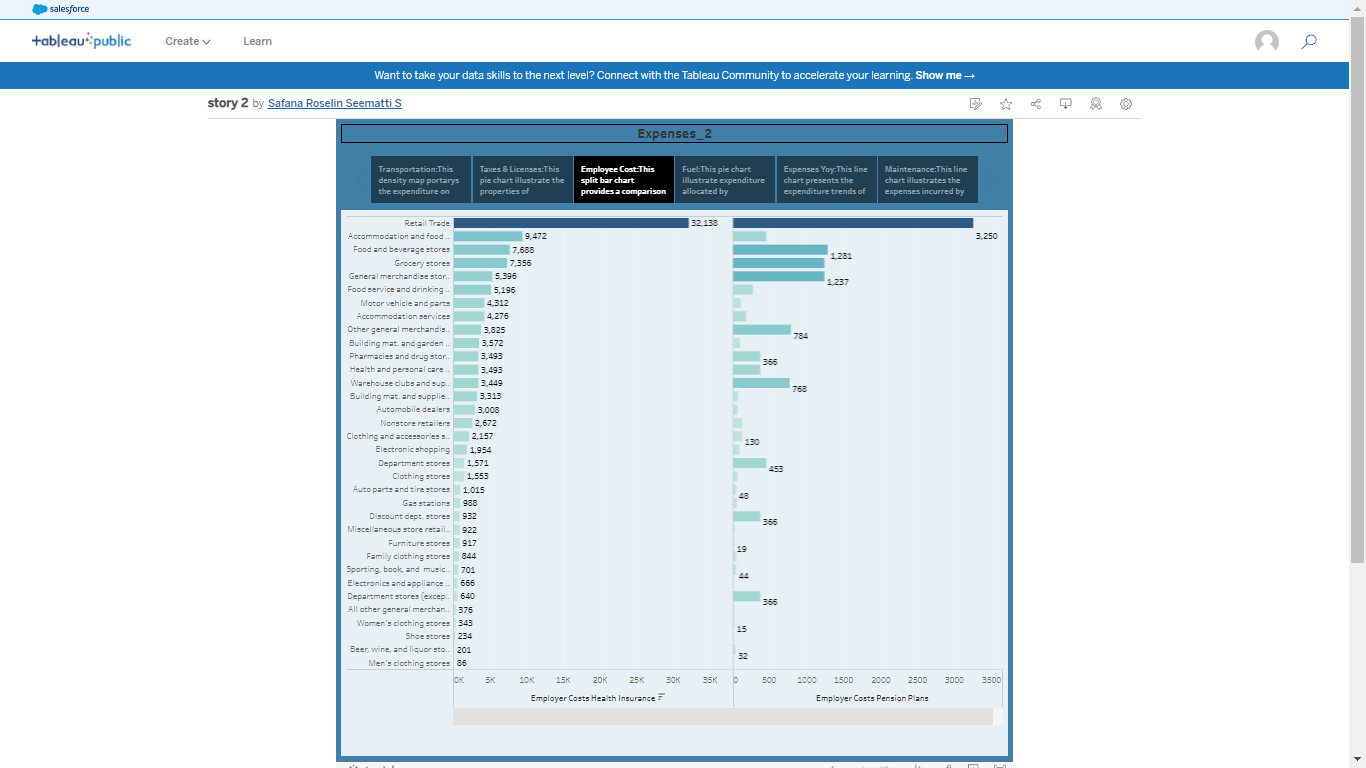 salesforce
+ableau public
Create
Learn
Want to take your data skills to the next level? Connect with the Tableau Community to accelerate your learning. Show me →
story 2 by Safana Roselin Seematti S
Expenses_2
Transportation:This
density map portarys
the expenditure on
Taxes & Licenses:This
pie chart illustrate the
properties of
Employee Cost:This
split bar chart
provides a comparison
Fuel:This pie chart
illustrate expenditure
allocated by
Expenses Yoy:This line
chart presents the
expenditure trends of
Maintenance:This line
chart illustrates the
expenses incurred by
Retail Trade 32,138 3,250
Accommodation and food .. 9,472
Food and beverage stores 7,688 1,281
Grocery stores 7,356
General merchandise stor.. 5,396 1,237
Food service and drinking .. 5,196
Motor vehicle and parts 4,312
Accommodation services 4,276
Other general merchandis.. 3,825 784
Building mat. and garden .. 3,572
Pharmacies and drug stor.. 3,493 366
Health and personal care .. 3,493
Warehouse clubs and sup.. 3,449 768
Building mat. and supplie.. 3,313
Automobile dealers 3,008
Nonstore retailers 2,672
Clothing and accessories s.. 2,157 130
Electronic shopping 1,954
Department stores 1,571 453
Clothing stores 1,553
Auto parts and tire stores 1,015 48
Gas stations 988
Discount dept. stores 932 366
Miscellaneous store retail.. 922
Furniture stores 917 19
Family clothing stores 844
Sporting, book, and music.. 701 44
Electronics and appliance .. 666
Department stores (excep.. 640 366
All other general merchan.. 376
Women's clothing stores 343 15
Shoe stores 234
Beer, wine, and liquor sto.. 201 32
Men's clothing stores 86
0K 5K 10K 15K 20K 25K 30K 35K 0 500 1000 1500 2000 2500 3000 3500
Employer Costs Health Insurance Employer Costs Pension Plans